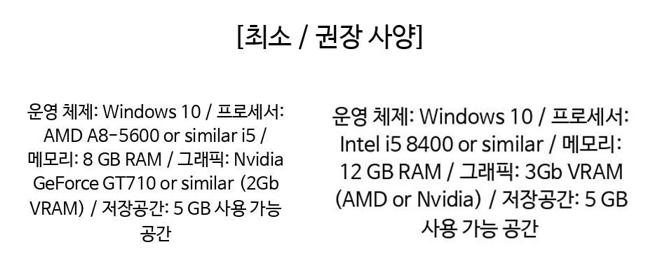 [최소 / 권장 사양]
운영 체제: Windows 10 / 프로세서:
AMD A8-5600 or similar i5 /
메모리: 8 GB RAM / 그래픽: Nvidia
GeForce GT710 or similar (2Gb
VRAM) / 저장공간: 5 GB 사용 가능
공간
운영 체제: Windows 10 / 프로세서:
Intel i5 8400 or similar / 메모리:
12 GB RAM / 그래픽: 3Gb VRAM
(AMD or Nvidia) / 저장공간: 5 GB
사용 가능 공간